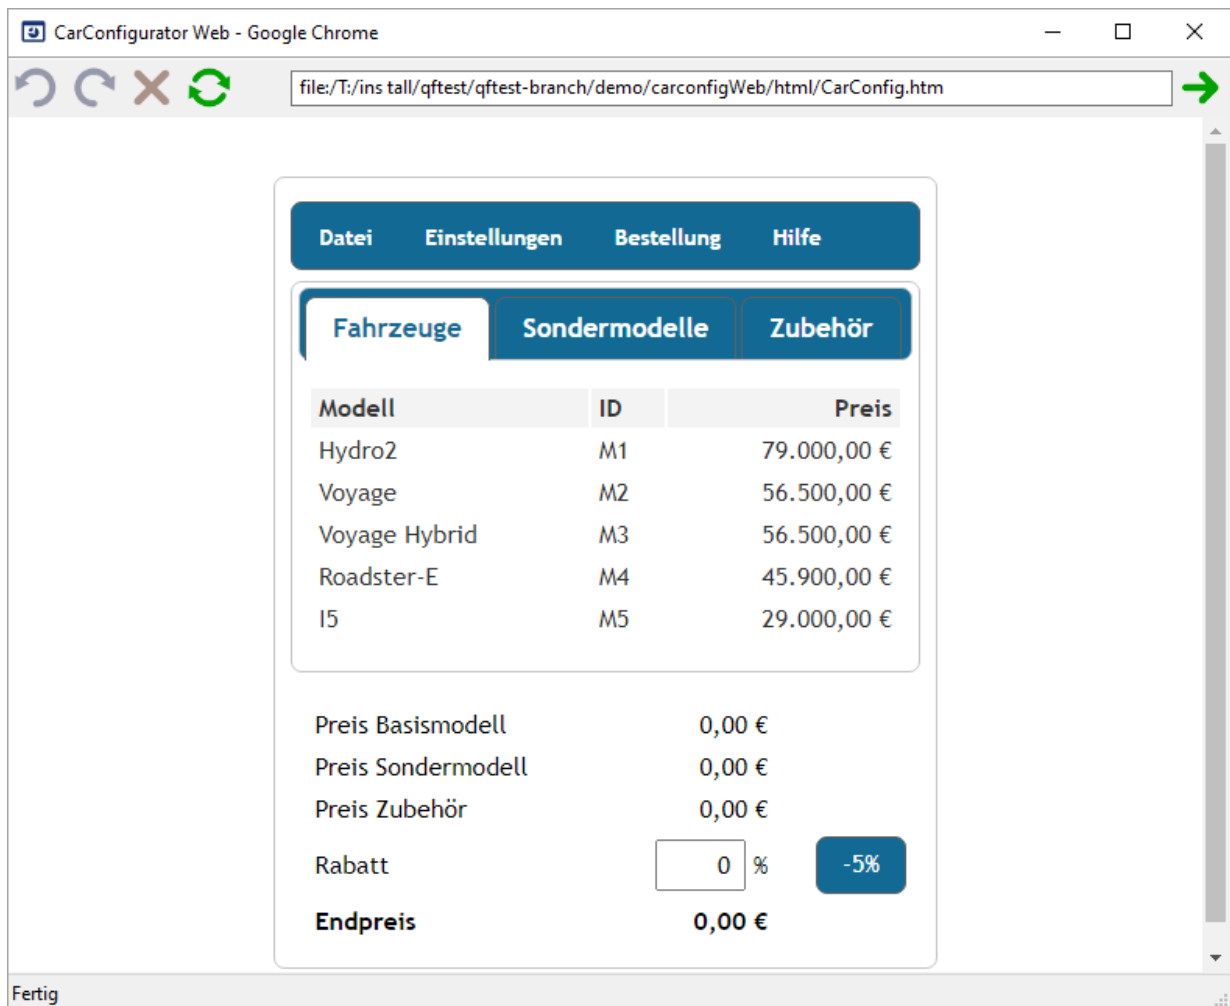 CarConfigurator Web - Google Chrome
file:/T:/ins tall/qftest/qftest-branch/demo/carconfigWeb/html/CarConfig.htm
Datei Einstellungen Bestellung Hilfe
Fahrzeuge Sondermodelle Zubehör
Modell ID Preis
Hydro2 M1 79.000,00 €
Voyage M2 56.500,00 €
Voyage Hybrid M3 56.500,00 €
Roadster-E M4 45.900,00 €
I5 M5 29.000,00 €
Preis Basismodell 0,00 €
Preis Sondermodell 0,00 €
Preis Zubehör 0,00 €
Rabatt 0 % -5%
Endpreis 0,00 €
Fertig